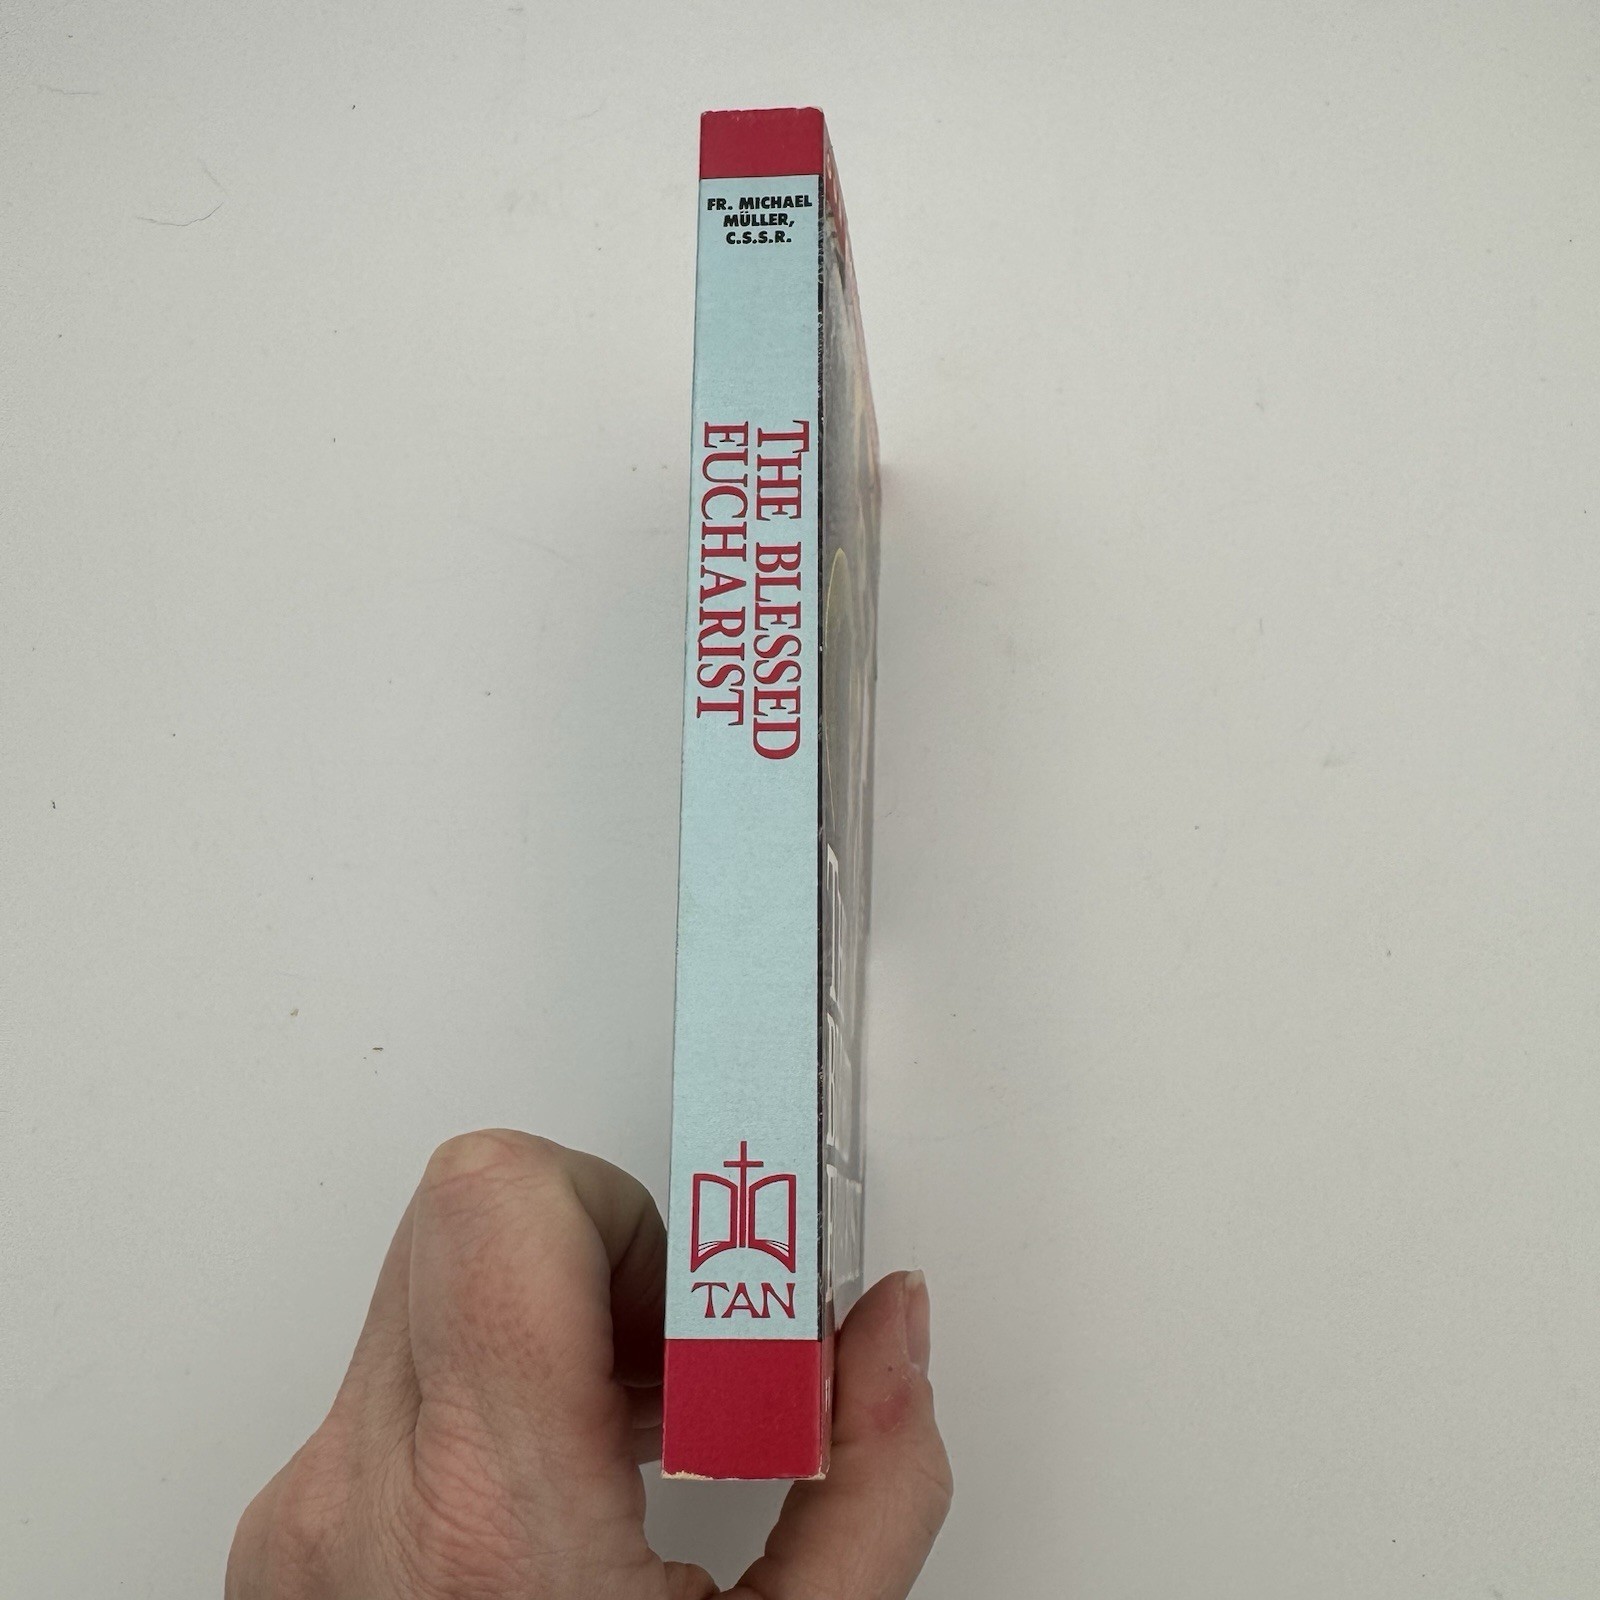 FR. MICHAEL
MÜLLER,
C.S.S.R.
THE BLESSED
EUCHARIST
TAN